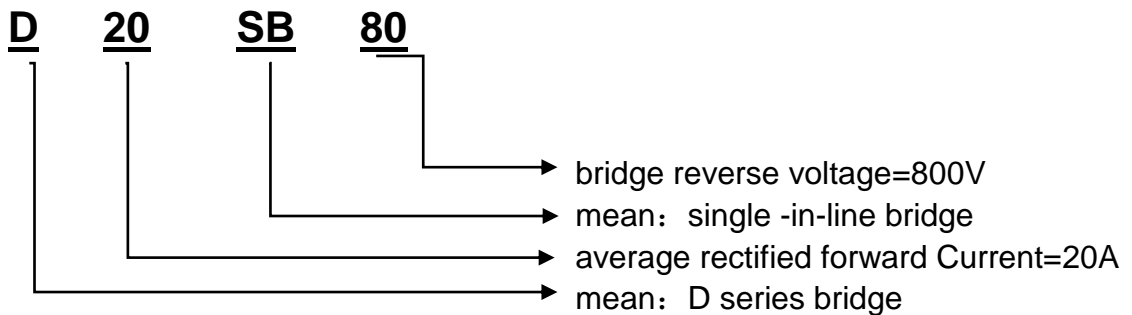 D 20 SB 80
bridge reverse voltage=800V
mean：single -in-line bridge
average rectified forward Current=20A
mean：D series bridge